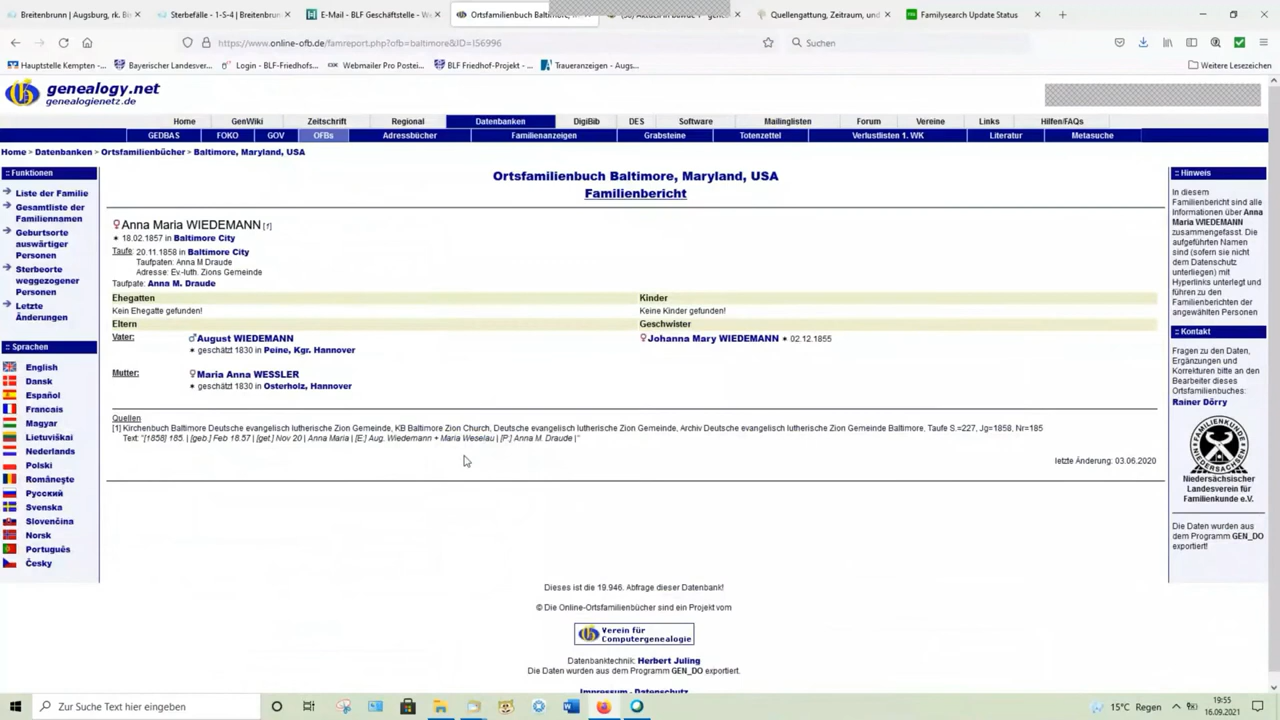 Breitenbrunn | Augsburg, rk. B
Sterbefälle - 1-S-4 | Breitenbrun
E-Mail - BLF Geschäftstelle - W
Ortsfamilienbuch Baltimore,
Quellengattung, Zeitraum, un
Familysearch Update Status
https://www.online-ofb.de/famreport.php?ofb=baltimore&ID=156996
Suchen
Hauptstelle Kempten -...
Bayerischer Landesver...
Login - BLF-Friedhofs...
Webmailer Pro Postei...
BLF Friedhof-Projekt - ...
Traueranzeigen - Augs...
Weitere Lesezeichen
genealogy.net
genealogienetz.de
Home GenWiki Zeitschrift Regional Datenbanken DigiBib DES Software Mailinglisten Forum Vereine Links Hilfen/FAQs
GEDBAS FOKO GOV OFBs Adressbücher Familienanzeigen Grabsteine Totenzettel Verlustlisten 1. WK Literatur Metasuche
Home > Datenbanken > Ortsfamilienbücher > Baltimore, Maryland, USA
:: Funktionen
Liste der Familie
Gesamtliste der
Familiennamen
Geburtsorte
auswärtiger
Personen
Sterbeorte
weggezogener
Personen
Letzte
Änderungen
:: Sprachen
English
Dansk
Español
Francais
Magyar
Lietuviškai
Nederlands
Polski
Româneşte
Русский
Svenska
Slovenčina
Norsk
Português
Česky
Ortsfamilienbuch Baltimore, Maryland, USA
Familienbericht
♀Anna Maria WIEDEMANN [1]
* 18.02.1857 in Baltimore City
Taufe: 20.11.1858 in Baltimore City
Taufpaten: Anna M Draude
Adresse: Ev.-luth. Zions Gemeinde
Taufpate: Anna M. Draude
Ehegatten
Kein Ehegatte gefunden!
Kinder
Keine Kinder gefunden!
Eltern
Vater: ♂August WIEDEMANN
* geschätzt 1830 in Peine, Kgr. Hannover
Mutter: ♀Maria Anna WESSLER
* geschätzt 1830 in Osterholz, Hannover
Geschwister
♀Johanna Mary WIEDEMANN * 02.12.1855
Quellen
[1] Kirchenbuch Baltimore Deutsche evangelisch lutherische Zion Gemeinde, KB Baltimore Zion Church, Deutsche evangelisch lutherische Zion Gemeinde, Archiv Deutsche evangelisch lutherische Zion Gemeinde Baltimore, Taufe S.=227, Jg=1858, Nr=185
Text: "[1858] 185. | [geb.] Feb 18 57 | [get.] Nov 20 | Anna Maria | [E.] Aug. Wiedemann + Maria Weselau | [P.] Anna M. Draude |"
letzte Änderung: 03.06.2020
Dieses ist die 19.946. Abfrage dieser Datenbank!
© Die Online-Ortsfamilienbücher sind ein Projekt vom
Verein für
Computergenealogie
Datenbanktechnik: Herbert Juling
Die Daten wurden aus dem Programm GEN_DO exportiert.
Impressum - Datenschutz
:: Hinweis
In diesem
Familienbericht sind alle
Informationen über Anna
Maria WIEDEMANN
zusammengefasst. Die
aufgeführten Namen
sind (sofern sie nicht
dem Datenschutz
unterliegen) mit
Hyperlinks unterlegt und
führen zu den
Familienberichten der
angewählten Personen
:: Kontakt
Fragen zu den Daten,
Ergänzungen und
Korrekturen bitte an den
Bearbeiter dieses
Ortsfamilienbuches:
Rainer Dörry
FAMILIENKUNDE
NIEDERSACHSEN
Niedersächsischer
Landesverein für
Familienkunde e.V.
Die Daten wurden aus
dem Programm GEN_DO
exportiert!
Zur Suche Text hier eingeben
15°C Regen
19:55
16.09.2021